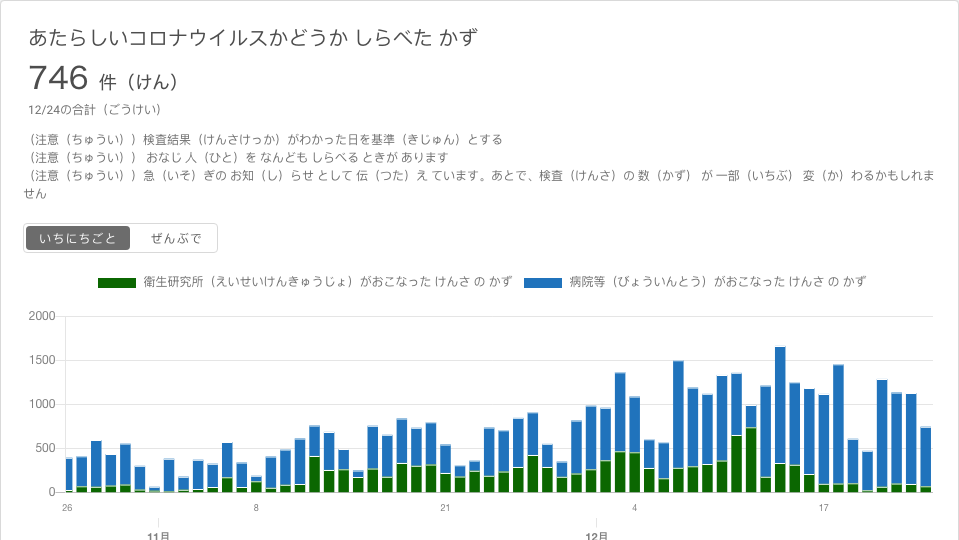 あたらしいコロナウイルスかどうか しらべた かず
746 件（けん）
12/24の合計（ごうけい）
（注意（ちゅうい））検査結果（けんさけっか）がわかった日を基準（きじゅん）とする
（注意（ちゅうい）） おなじ 人（ひと）を なんども しらべる ときが あります
（注意（ちゅうい））急（いそ）ぎの お知（し）らせ として 伝（つた）え ています。あとで、検査（けんさ）の 数（かず） が 一部（いちぶ） 変（か）わるかもしれま
せん
いちにちごと ぜんぶで
衛生研究所（えいせいけんきゅうじょ）がおこなった けんさ の かず 病院等（びょういんとう）がおこなった けんさ の かず
2000
1500
1000
500
0
26 8 21 4 17
11月 12月